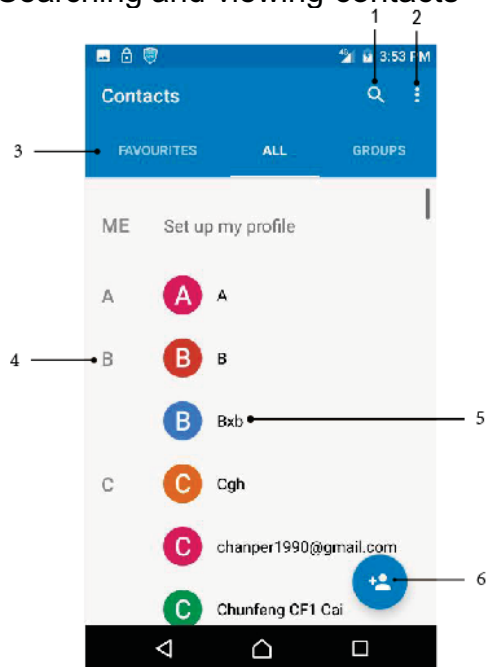 Searching and viewing contacts
1 2
4G 3:53 PM
Contacts
3 FAVOURITES ALL GROUPS
ME Set up my profile
A A A
4 B B B
B Bxb 5
C C Cgh
C chanper1990@gmail.com
6
C Chunfeng CF1 Cai